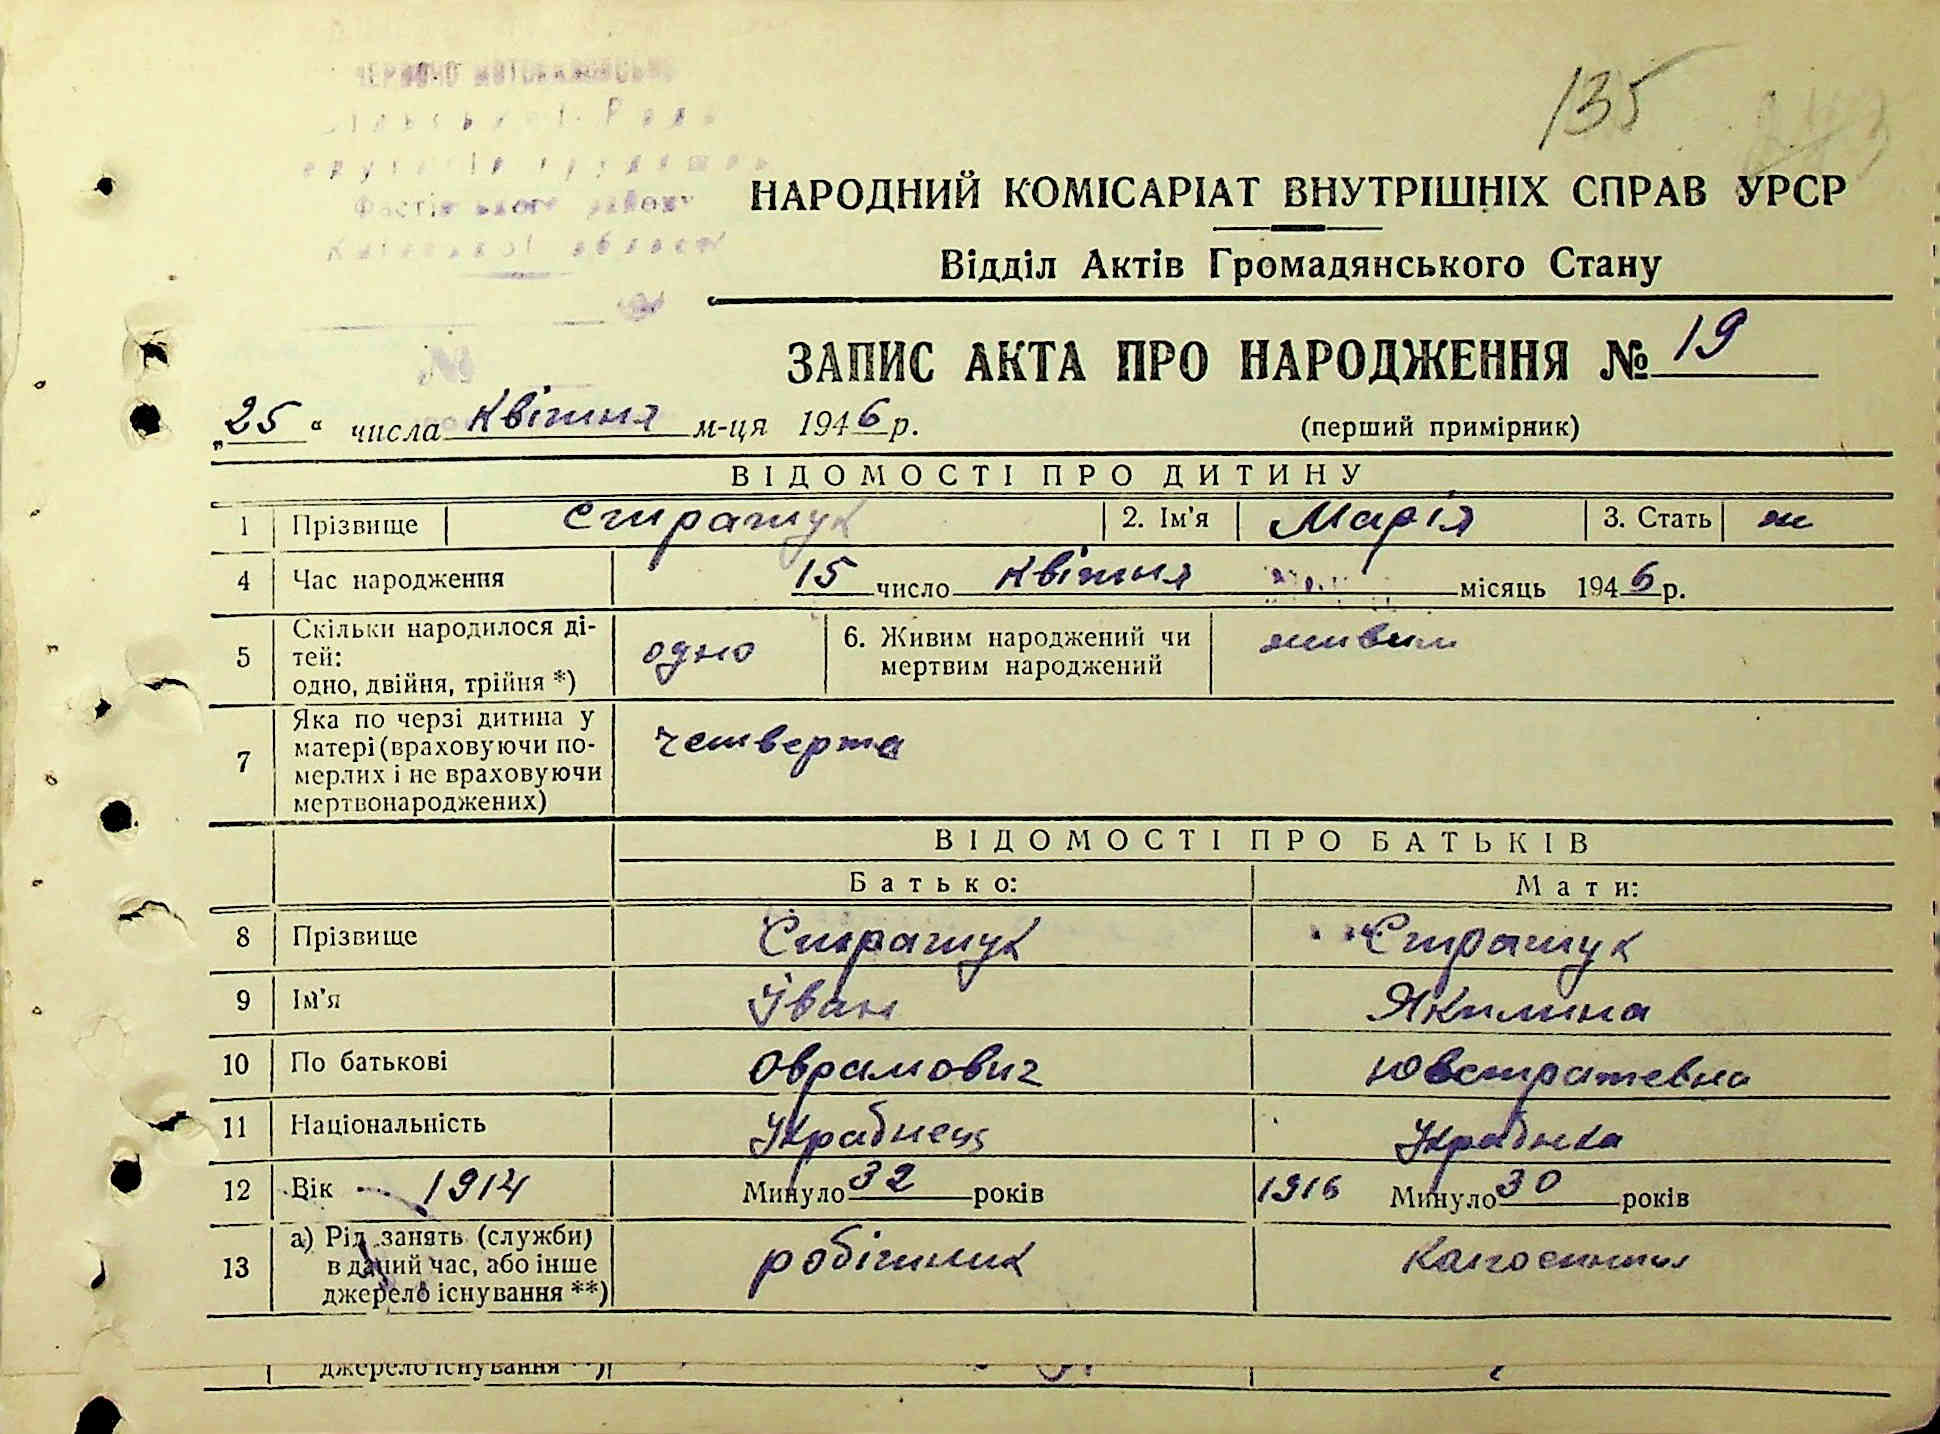 135
НАРОДНИЙ КОМІСАРІАТ ВНУТРІШНІХ СПРАВ УРСР
Відділ Актів Громадянського Стану
ЗАПИС АКТА ПРО НАРОДЖЕННЯ № 19
„25“ числа квітня м-ця 1946 р. (перший примірник)
ВІДОМОСТІ ПРО ДИТИНУ
1 Прізвище 2. Ім'я Марія 3. Стать ж
4 Час народження 15 число квітня місяць 1946 р.
5 Скільки народилося ді-
тей:
одно, двійня, трійня *) одно 6. Живим народжений чи
мертвим народжений живим
7 Яка по черзі дитина у
матері (враховуючи по-
мерлих і не враховуючи
мертвонароджених) четверта
ВІДОМОСТІ ПРО БАТЬКІВ
Батько: Мати:
8 Прізвище
9 Ім'я Іван Якилина
10 По батькові Оврамович Ювстратевна
11 Національність Українець Українка
12 Вік 1914 Минуло 32 років 1916 Минуло 30 років
13 а) Рід занять (служби)
в даний час, або інше
джерело існування **) робітник
джерело існування **)